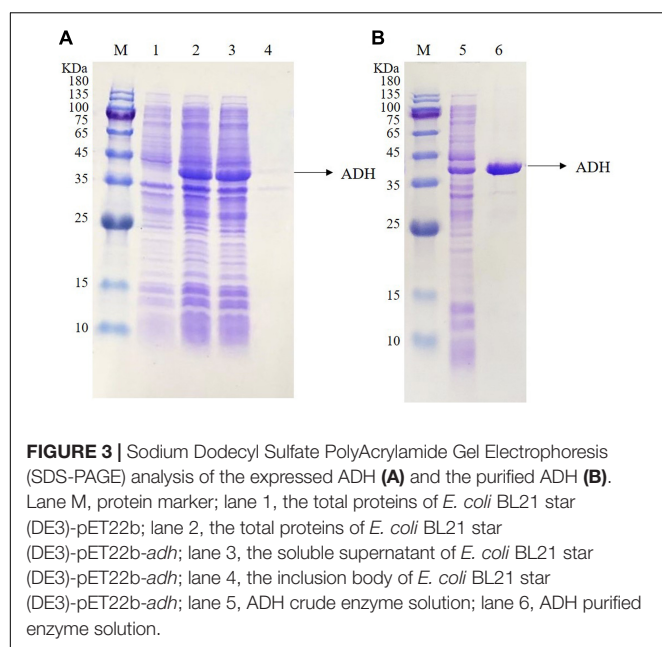 A
B
M 1 2 3 4
M 5 6
KDa
180
135
100
75
65
45
35
25
15
10
ADH
KDa
180
135
100
75
65
45
35
25
15
10
ADH
FIGURE 3 | Sodium Dodecyl Sulfate PolyAcrylamide Gel Electrophoresis
(SDS-PAGE) analysis of the expressed ADH (A) and the purified ADH (B).
Lane M, protein marker; lane 1, the total proteins of E. coli BL21 star
(DE3)-pET22b; lane 2, the total proteins of E. coli BL21 star
(DE3)-pET22b-adh; lane 3, the soluble supernatant of E. coli BL21 star
(DE3)-pET22b-adh; lane 4, the inclusion body of E. coli BL21 star
(DE3)-pET22b-adh; lane 5, ADH crude enzyme solution; lane 6, ADH purified
enzyme solution.